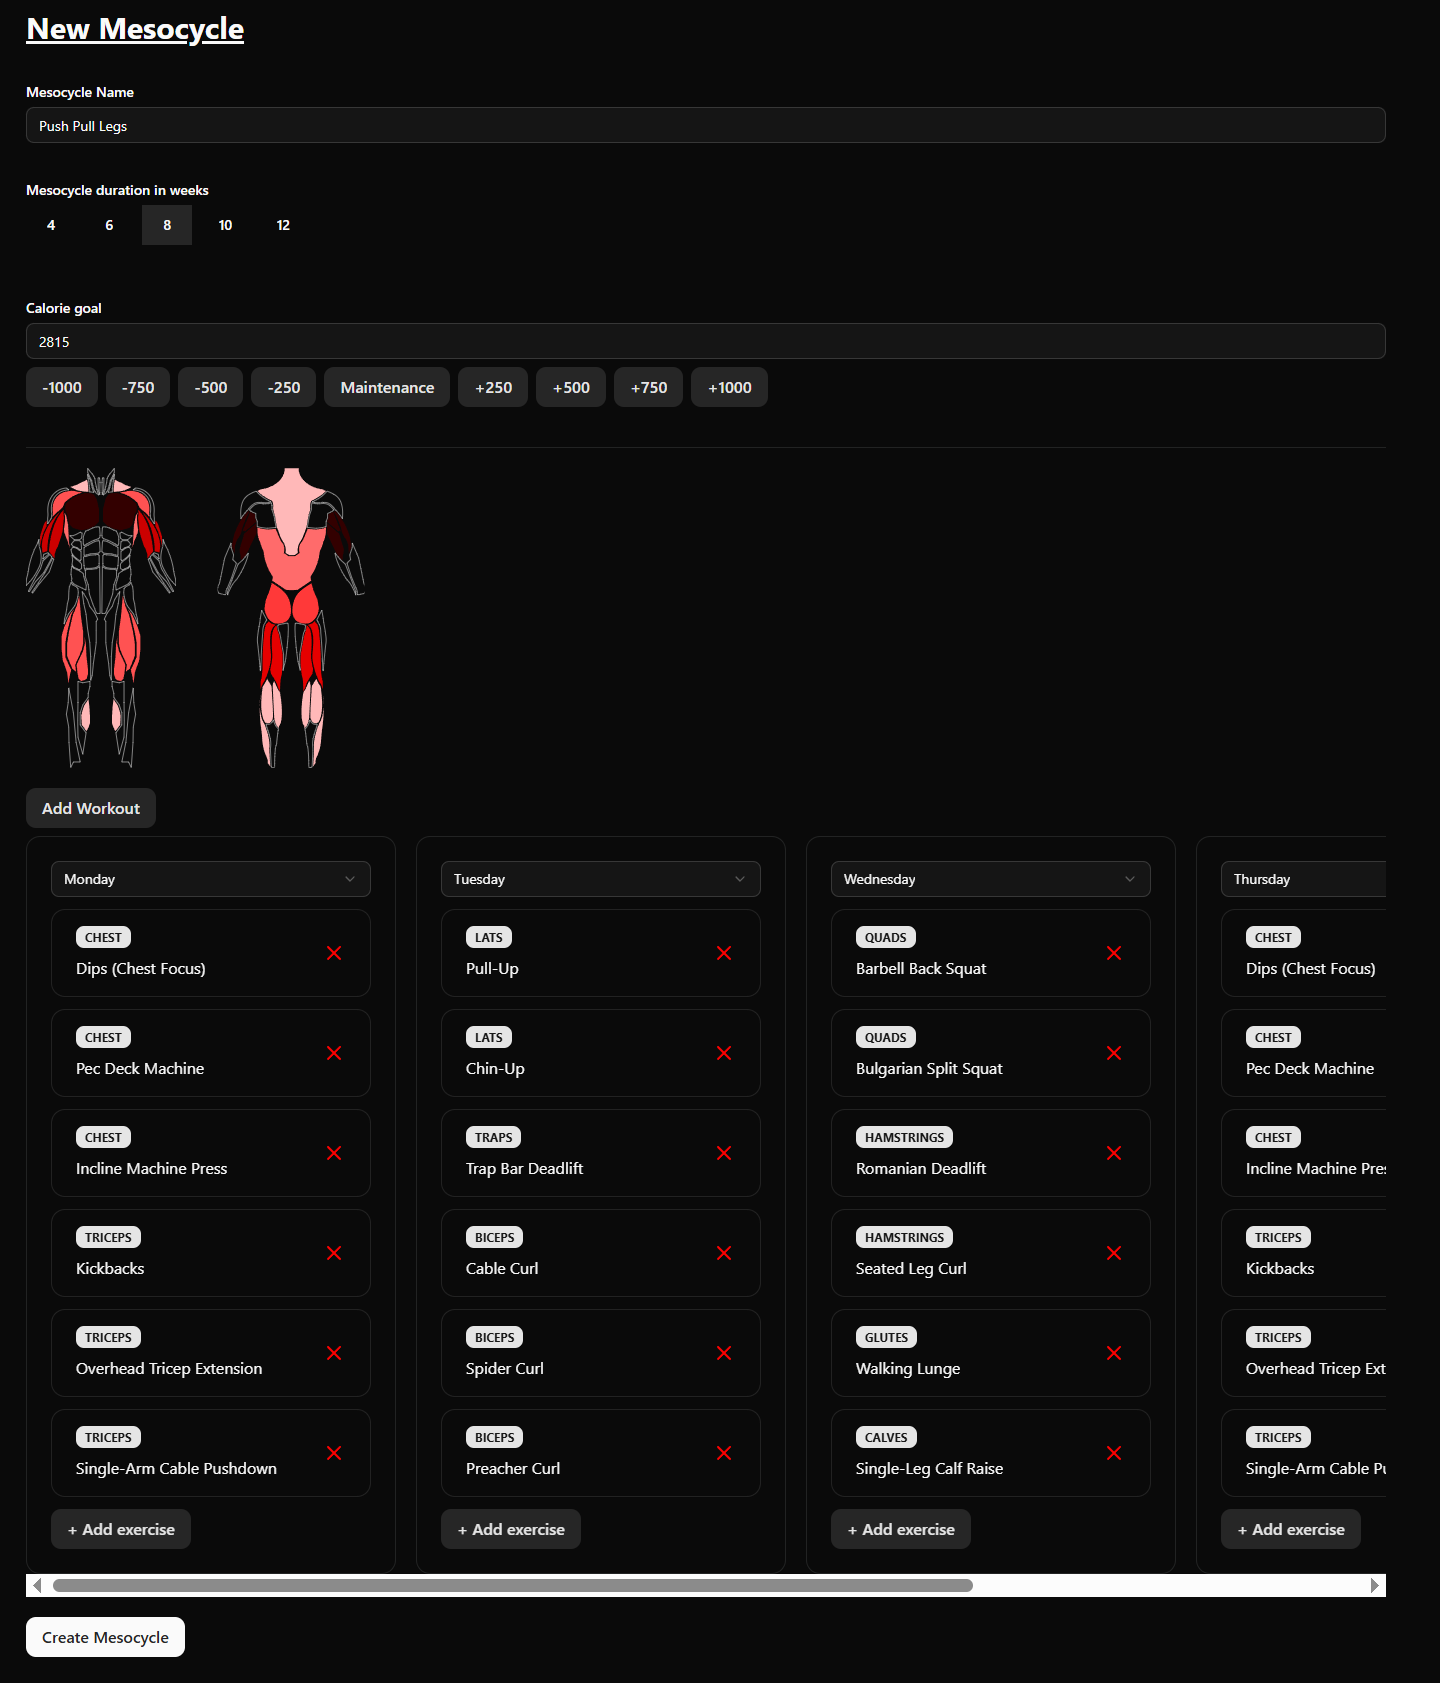 New Mesocycle
Mesocycle Name
Push Pull Legs
Mesocycle duration in weeks
4 6 8 10 12
Calorie goal
2815
-1000 -750 -500 -250 Maintenance +250 +500 +750 +1000
Add Workout
Monday
CHEST
Dips (Chest Focus)
CHEST
Pec Deck Machine
CHEST
Incline Machine Press
TRICEPS
Kickbacks
TRICEPS
Overhead Tricep Extension
TRICEPS
Single-Arm Cable Pushdown
+ Add exercise
Tuesday
LATS
Pull-Up
LATS
Chin-Up
TRAPS
Trap Bar Deadlift
BICEPS
Cable Curl
BICEPS
Spider Curl
BICEPS
Preacher Curl
+ Add exercise
Wednesday
QUADS
Barbell Back Squat
QUADS
Bulgarian Split Squat
HAMSTRINGS
Romanian Deadlift
HAMSTRINGS
Seated Leg Curl
GLUTES
Walking Lunge
CALVES
Single-Leg Calf Raise
+ Add exercise
Thursday
CHEST
Dips (Chest Focus)
CHEST
Pec Deck Machine
CHEST
Incline Machine Pres
TRICEPS
Kickbacks
TRICEPS
Overhead Tricep Ext
TRICEPS
Single-Arm Cable Pu
+ Add exercise
Create Mesocycle